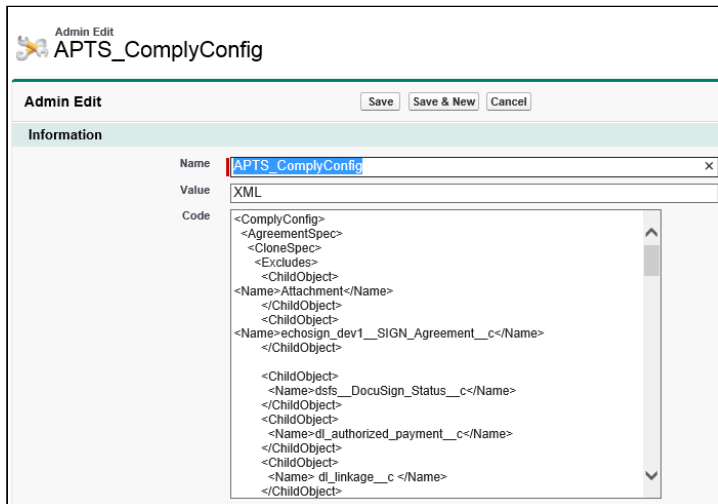 Admin Edit
APTS_ComplyConfig
Admin Edit
Save
Save & New
Cancel
Information
Name
APTS_ComplyConfig
×
Value
XML
Code
<ComplyConfig>
<AgreementSpec>
<CloneSpec>
<Excludes>
<ChildObject>
<Name>Attachment</Name>
</ChildObject>
<ChildObject>
<Name>echosign_dev1__SIGN_Agreement__c</Name>
</ChildObject>
<ChildObject>
<Name>dsfs__DocuSign_Status__c</Name>
</ChildObject>
<ChildObject>
<Name>dl_authorized_payment__c</Name>
</ChildObject>
<ChildObject>
<Name> dl_linkage__c </Name>
</ChildObject>